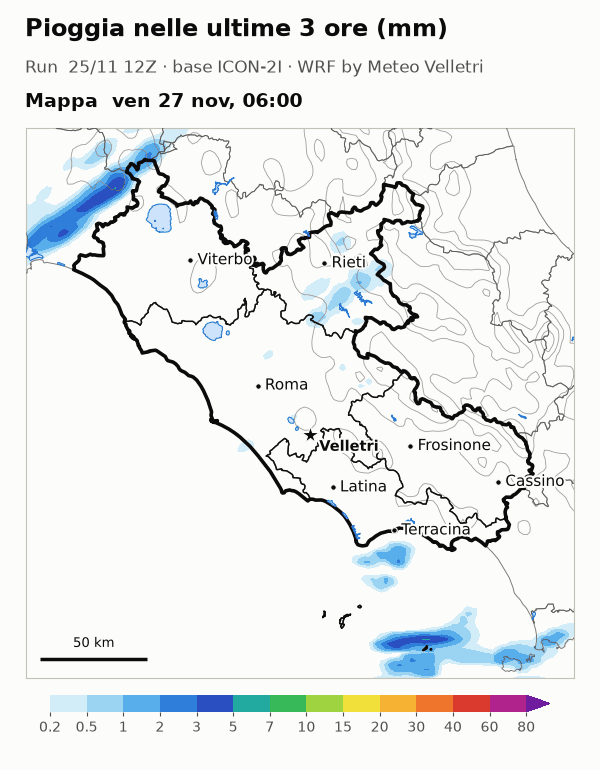 Pioggia nelle ultime 3 ore (mm)
Run  25/11 12Z · base ICON-2I · WRF by Meteo Velletri
Mappa  ven 27 nov, 06:00
Viterbo
Rieti
Roma
Velletri
Frosinone
Cassino
Latina
Terracina
50 km
0.2 0.5 1 2 3 5 7 10 15 20 30 40 60 80